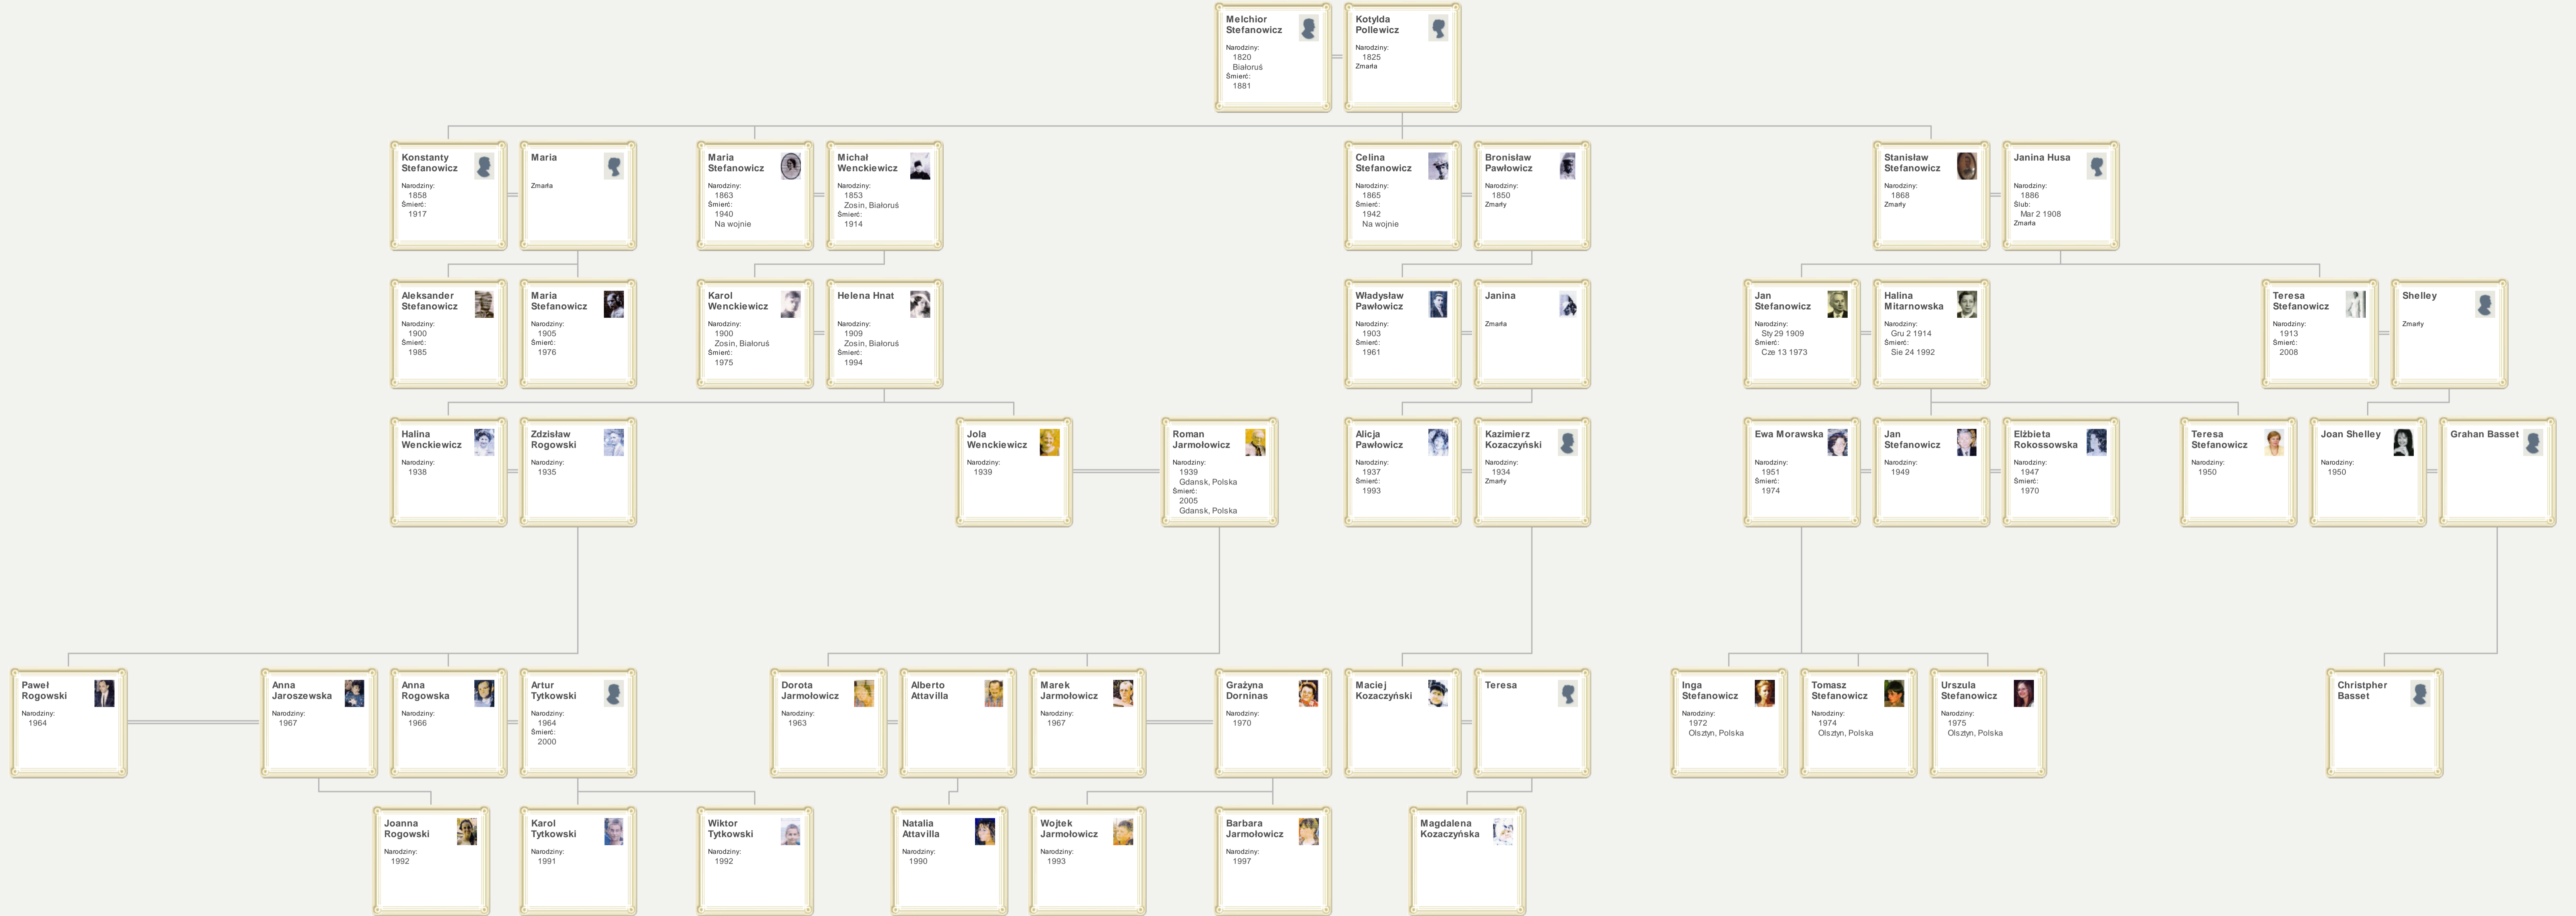 Melchior
Stefanowicz
Narodziny:
1820
Białoruś
Śmierć:
1881
Kotylda
Pollewicz
Narodziny:
1825
Zmarła
Konstanty
Stefanowicz
Narodziny:
1858
Śmierć:
1917
Maria
Zmarła
Maria
Stefanowicz
Narodziny:
1863
Śmierć:
1940
Na wojnie
Michał
Wenckiewicz
Narodziny:
1853
Zosin, Białoruś
Śmierć:
1914
Celina
Stefanowicz
Narodziny:
1865
Śmierć:
1942
Na wojnie
Bronisław
Pawłowicz
Narodziny:
1850
Zmarły
Stanisław
Stefanowicz
Narodziny:
1868
Zmarły
Janina Husa
Narodziny:
1886
Ślub:
Mar 2 1908
Zmarła
Aleksander
Stefanowicz
Narodziny:
1900
Śmierć:
1985
Maria
Stefanowicz
Narodziny:
1905
Śmierć:
1976
Karol
Wenckiewicz
Narodziny:
1900
Zosin, Białoruś
Śmierć:
1975
Helena Hnat
Narodziny:
1909
Zosin, Białoruś
Śmierć:
1994
Władysław
Pawłowicz
Narodziny:
1903
Śmierć:
1961
Janina
Zmarła
Jan
Stefanowicz
Narodziny:
Sty 29 1909
Śmierć:
Cze 13 1973
Halina
Mitarnowska
Narodziny:
Gru 2 1914
Śmierć:
Sie 24 1992
Teresa
Stefanowicz
Narodziny:
1913
Śmierć:
2008
Shelley
Zmarły
Halina
Wenckiewicz
Narodziny:
1938
Zdzisław
Rogowski
Narodziny:
1935
Jola
Wenckiewicz
Narodziny:
1939
Roman
Jarmołowicz
Narodziny:
1939
Gdansk, Polska
Śmierć:
2005
Gdansk, Polska
Alicja
Pawłowicz
Narodziny:
1937
Śmierć:
1993
Kazimierz
Kozaczyński
Narodziny:
1934
Zmarły
Ewa Morawska
Narodziny:
1951
Śmierć:
1974
Jan
Stefanowicz
Narodziny:
1949
Elżbieta
Rokossowska
Narodziny:
1947
Śmierć:
1970
Teresa
Stefanowicz
Narodziny:
1950
Joan Shelley
Narodziny:
1950
Grahan Basset
Paweł
Rogowski
Narodziny:
1964
Anna
Jaroszewska
Narodziny:
1967
Anna
Rogowska
Narodziny:
1966
Artur
Tytkowski
Narodziny:
1964
Śmierć:
2000
Dorota
Jarmołowicz
Narodziny:
1963
Alberto
Attavilla
Marek
Jarmołowicz
Narodziny:
1967
Grażyna
Dorninas
Narodziny:
1970
Maciej
Kozaczyński
Teresa
Inga
Stefanowicz
Narodziny:
1972
Olsztyn, Polska
Tomasz
Stefanowicz
Narodziny:
1974
Olsztyn, Polska
Urszula
Stefanowicz
Narodziny:
1975
Olsztyn, Polska
Christpher
Basset
Joanna
Rogowski
Narodziny:
1992
Karol
Tytkowski
Narodziny:
1991
Wiktor
Tytkowski
Narodziny:
1992
Natalia
Attavilla
Narodziny:
1990
Wojtek
Jarmołowicz
Narodziny:
1993
Barbara
Jarmołowicz
Narodziny:
1997
Magdalena
Kozaczyńska